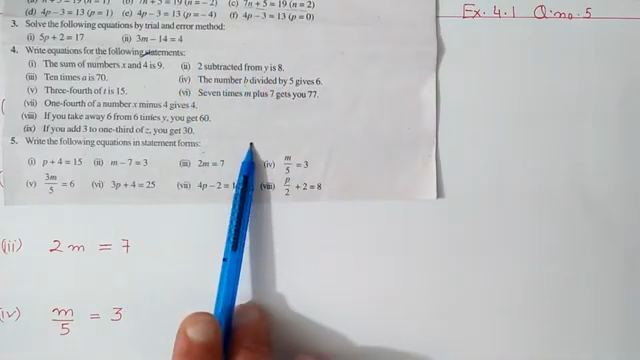 Ex. 4.1 Q.no.5
(d) 4p – 3 = 13 (p = 1) (e) 4p – 3 = 13 (p = – 4) (f) 4p – 3 = 13 (p = 0)
3. Solve the following equations by trial and error method:
(i) 5p + 2 = 17 (ii) 3m – 14 = 4
4. Write equations for the following statements:
(i) The sum of numbers x and 4 is 9. (ii) 2 subtracted from y is 8.
(iii) Ten times a is 70. (iv) The number b divided by 5 gives 6.
(v) Three-fourth of t is 15. (vi) Seven times m plus 7 gets you 77.
(vii) One-fourth of a number x minus 4 gives 4.
(viii) If you take away 6 from 6 times y, you get 60.
(ix) If you add 3 to one-third of z, you get 30.
5. Write the following equations in statement forms:
(i) p + 4 = 15 (ii) m – 7 = 3 (iii) 2m = 7 (iv) m/5 = 3
(v) 3m/5 = 6 (vi) 3p + 4 = 25 (vii) 4p – 2 = (viii) p/2 + 2 = 8
(iii) 2m = 7
(iv) m/5 = 3